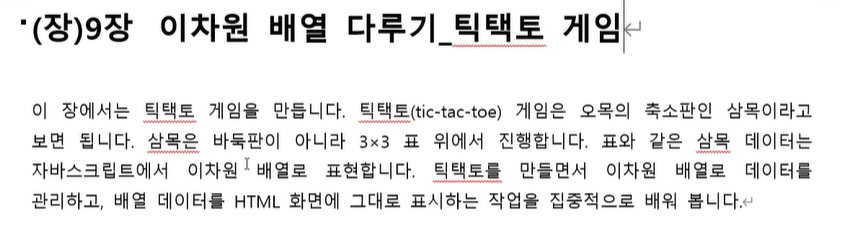 (장)9장 이차원 배열 다루기_틱택토 게임
이 장에서는 틱택토 게임을 만듭니다. 틱택토(tic-tac-toe) 게임은 오목의 축소판인 삼목이라고
보면 됩니다. 삼목은 바둑판이 아니라 3×3 표 위에서 진행합니다. 표와 같은 삼목 데이터는
자바스크립트에서 이차원 배열로 표현합니다. 틱택토를 만들면서 이차원 배열로 데이터를
관리하고, 배열 데이터를 HTML 화면에 그대로 표시하는 작업을 집중적으로 배워 봅니다.